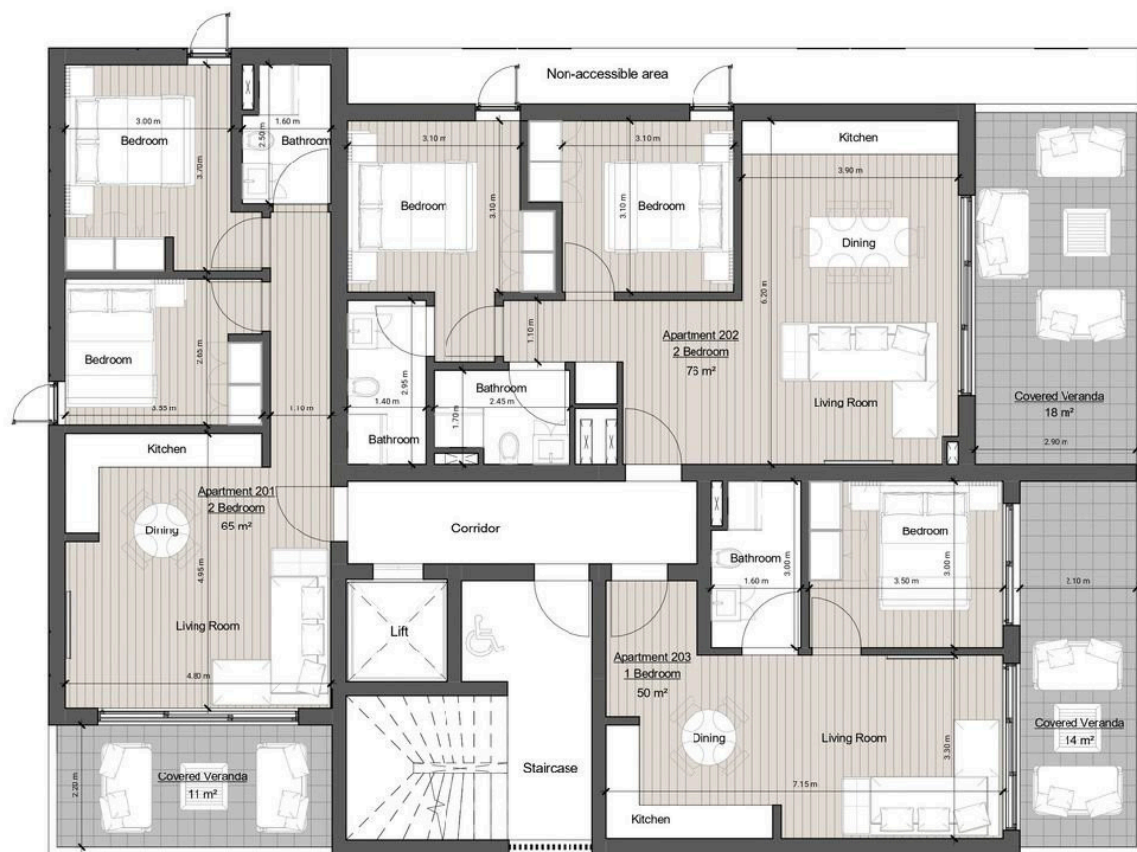 Non-accessible area
3.00 m
Bedroom
3.70 m
2.50 m
1.60 m
Bathroom
3.10 m
Bedroom
3.10 m
3.10 m
Bedroom
3.10 m
Kitchen
3.90 m
Dining
6.20 m
Bedroom
2.65 m
3.55 m
1.10 m
1.10 m
Apartment 202
2 Bedroom
76 m²
Living Room
Covered Veranda
18 m²
2.90 m
2.95 m
1.40 m
Bathroom
Bathroom
2.45 m
1.70 m
Kitchen
Apartment 201
2 Bedroom
65 m²
Dining
4.95 m
Living Room
4.80 m
Corridor
Lift
Bathroom
3.00 m
1.60 m
Bedroom
3.00 m
3.50 m
2.10 m
Apartment 203
1 Bedroom
50 m²
Dining
Living Room
3.30 m
7.15 m
Kitchen
Covered Veranda
14 m²
Staircase
2.20 m
Covered Veranda
11 m²